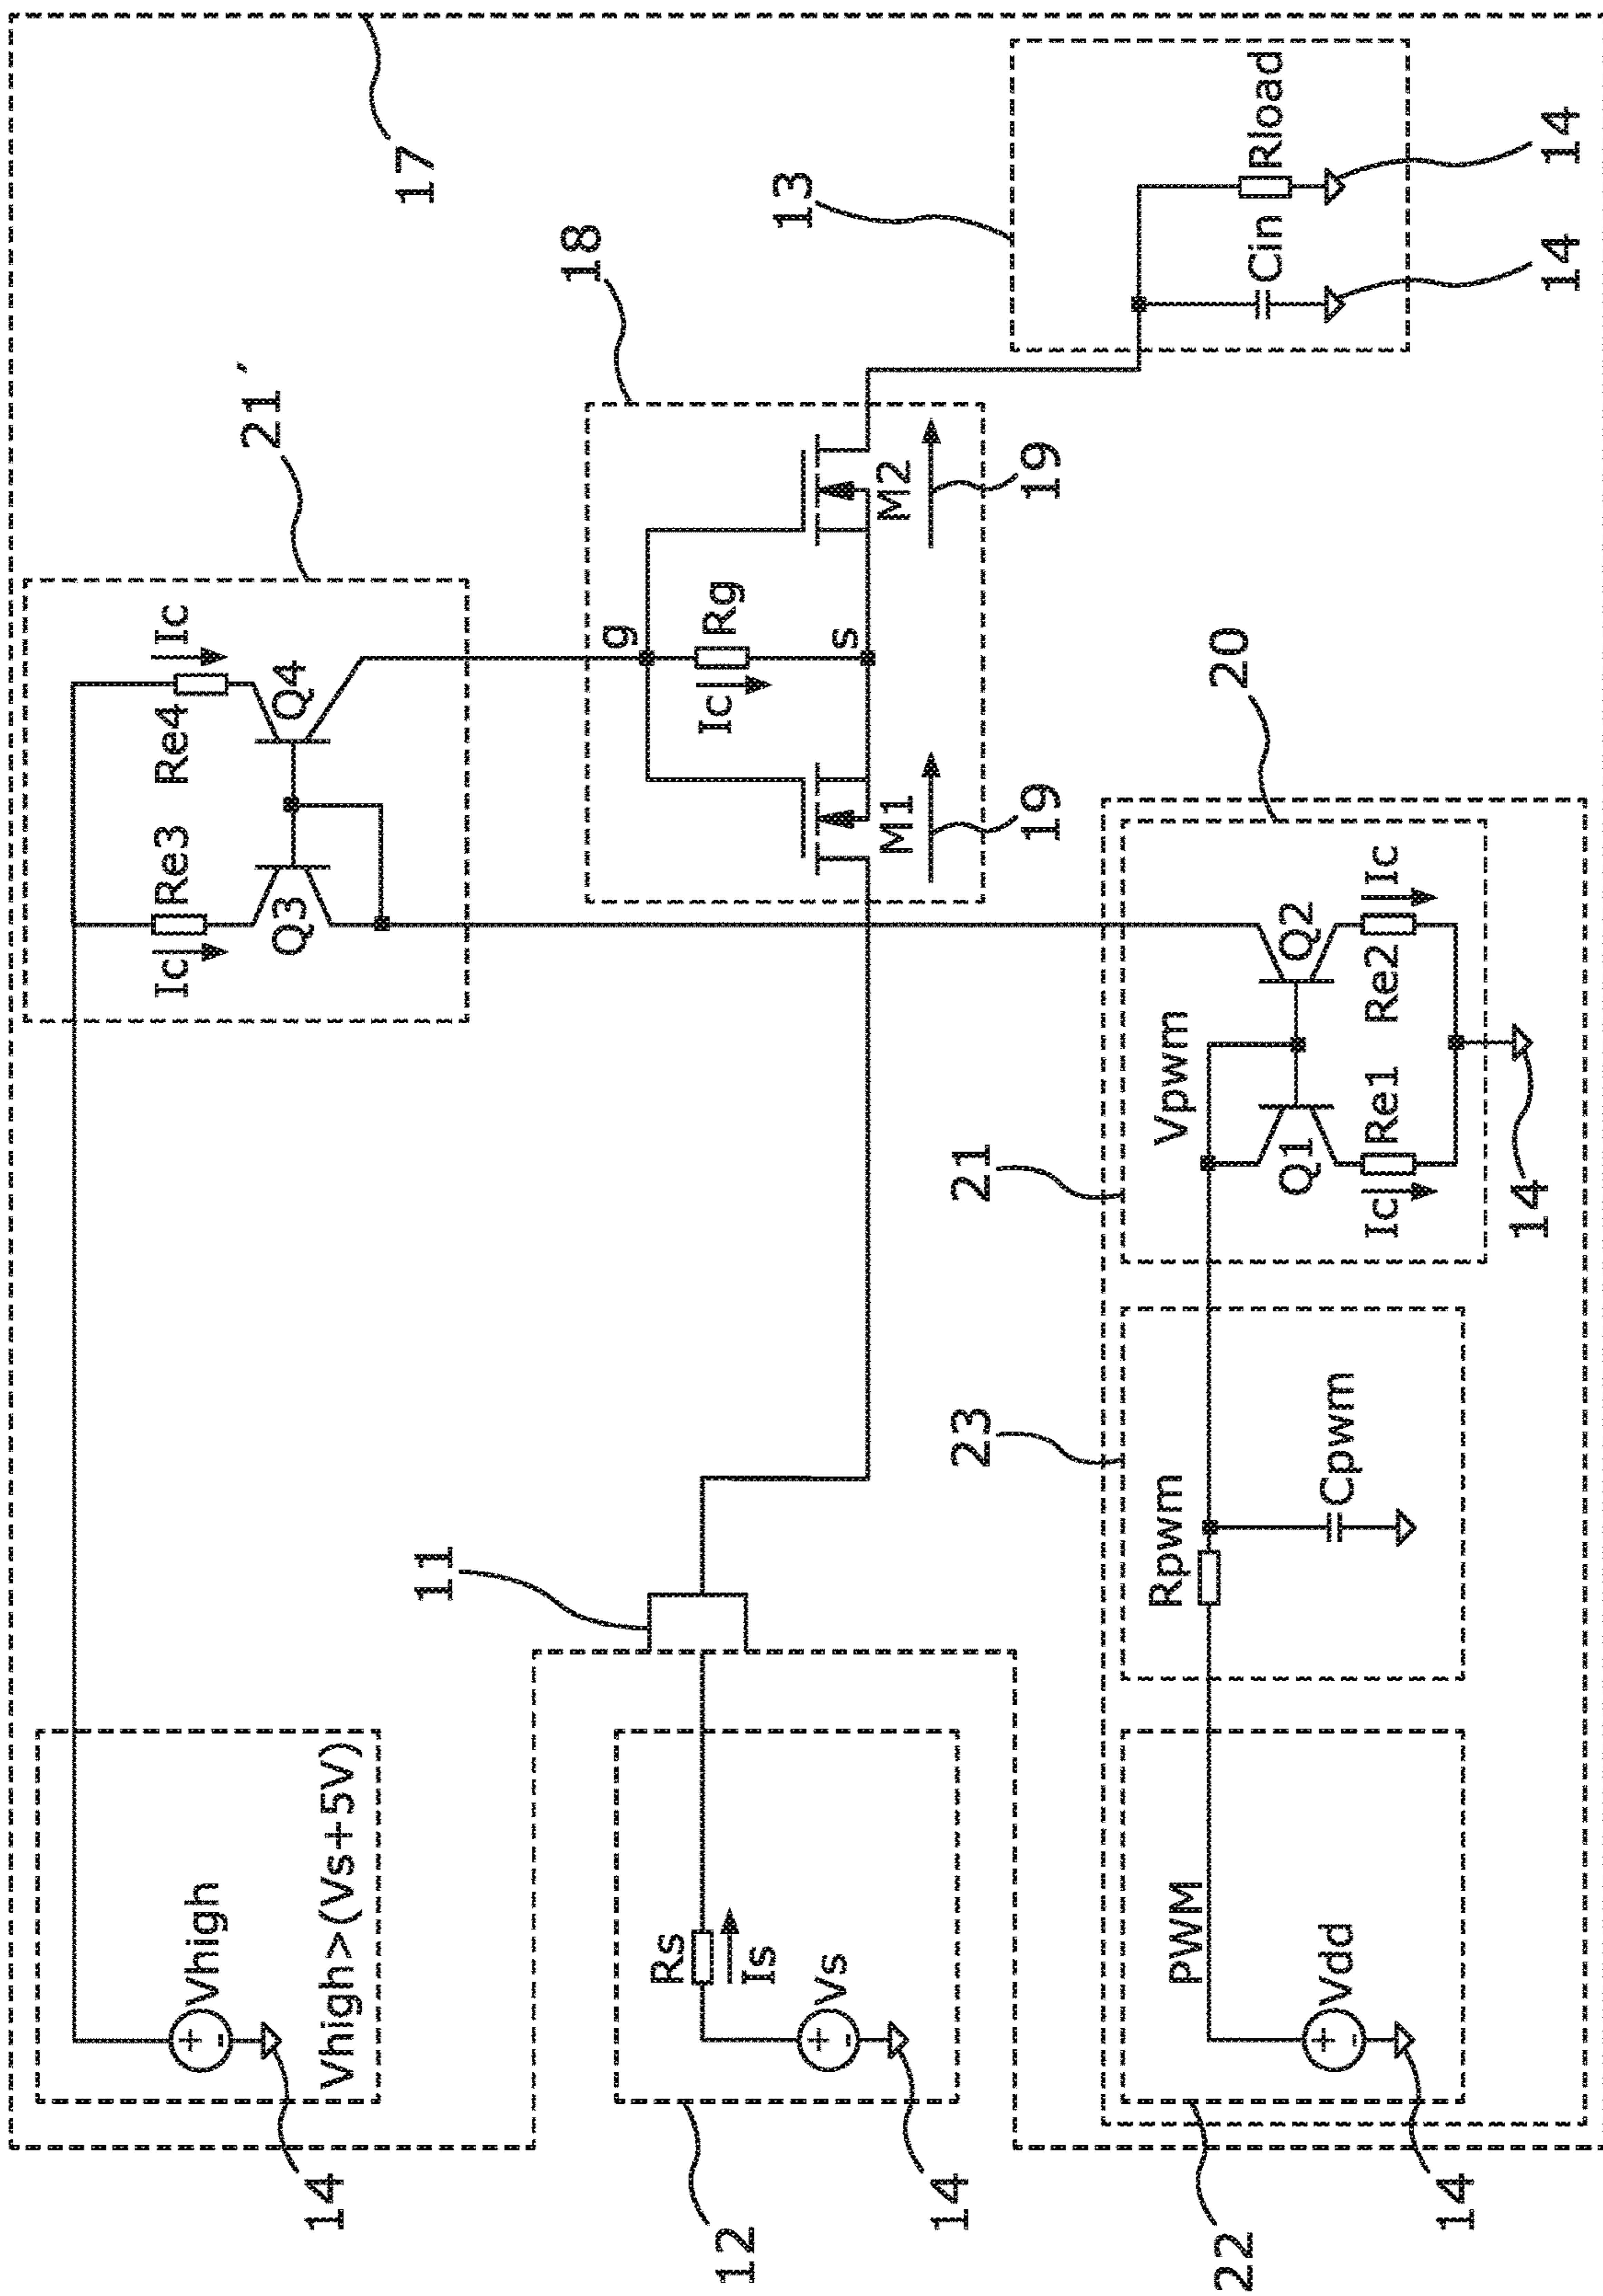 Ic
Re3
Re4
Ic
Vhigh
21´
Q3
Q4
14
Vhigh>(Vs+5V)
17
11
18
g
Rs
Ic
Rg
12
Is
13
Vs
s
M1
M2
14
23
21
19
19
Rpwm
Vpwm
PWM
22
20
Cin
Rload
Q1
Q2
Vdd
Cpwm
Ic
Re1
Re2
Ic
14
14
14
14